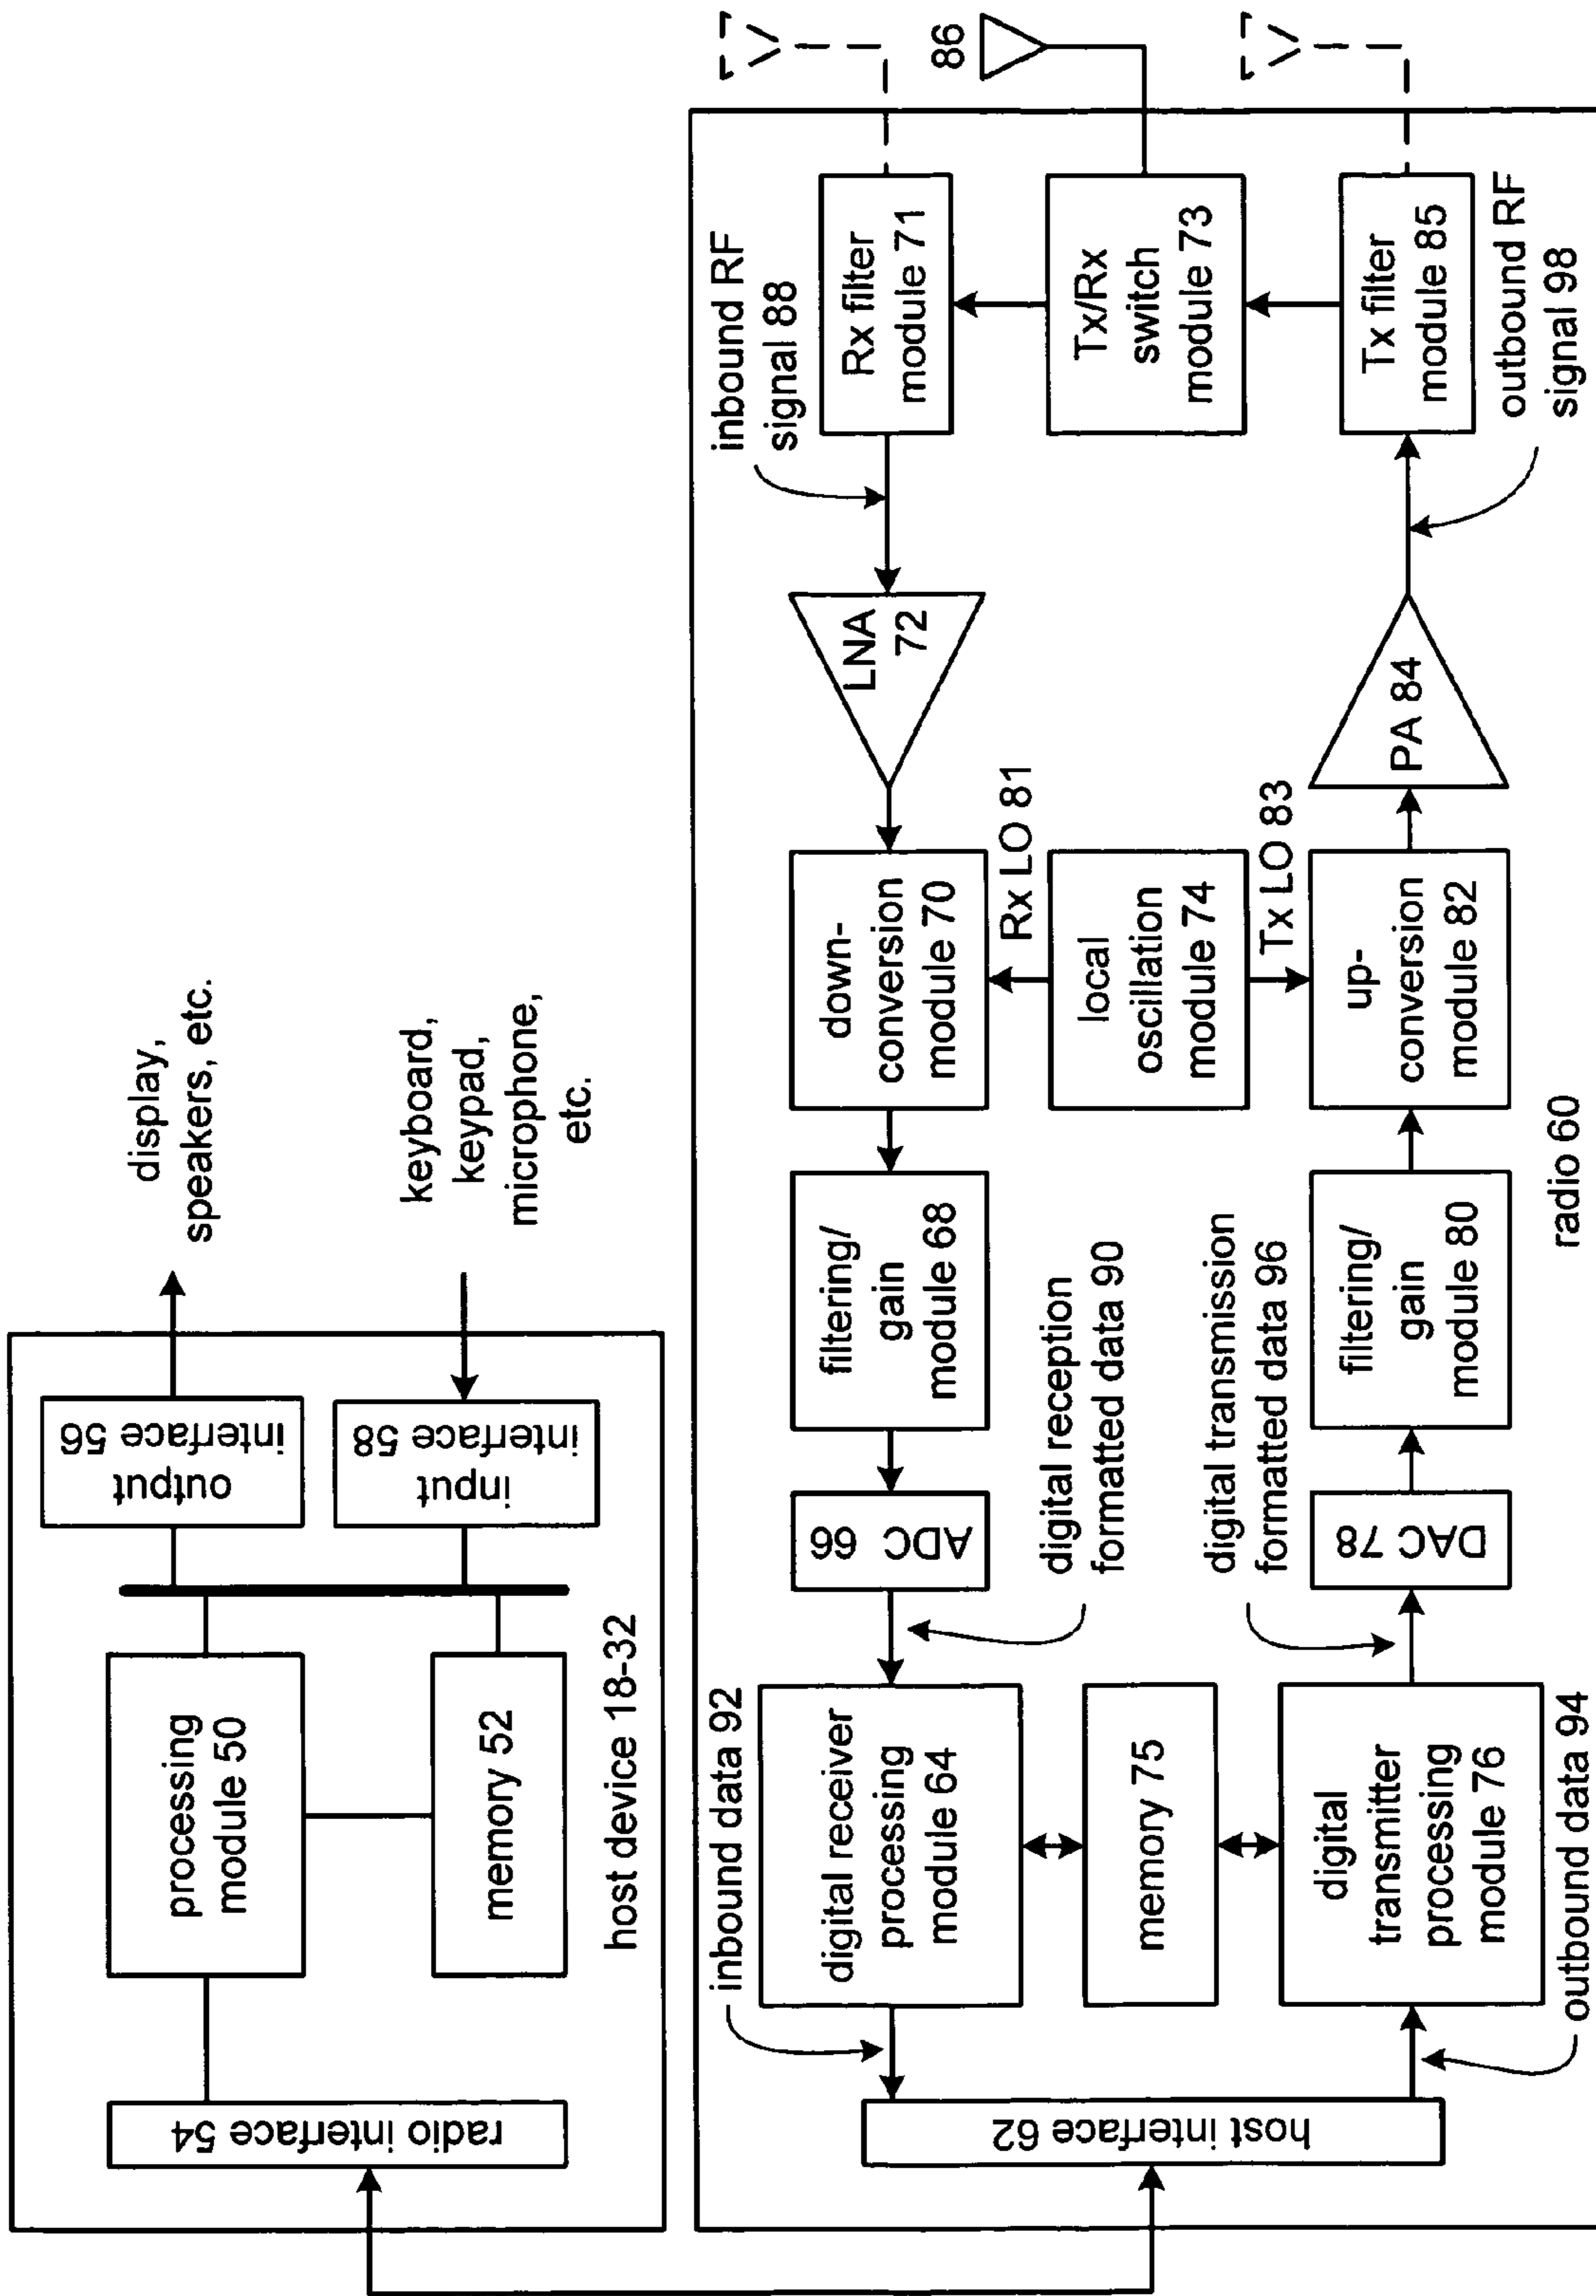 display,
speakers, etc.
keyboard,
keypad,
microphone,
etc.
output
interface 56
input
interface 58
processing
module 50
memory 52
radio interface 54
host device 18-32
86
Rx filter
module 71
Tx/Rx
switch
module 73
Tx filter
module 85
inbound RF
signal 88
outbound RF
signal 98
LNA
72
PA 84
down-
conversion
module 70
Rx LO 81
local
oscillation
module 74
Tx LO 83
up-
conversion
module 82
filtering/
gain
module 68
filtering/
gain
module 80
radio 60
ADC 66
DAC 78
digital reception
formatted data 90
digital transmission
formatted data 96
inbound data 92
digital receiver
processing
module 64
memory 75
digital
transmitter
processing
module 76
outbound data 94
host interface 62